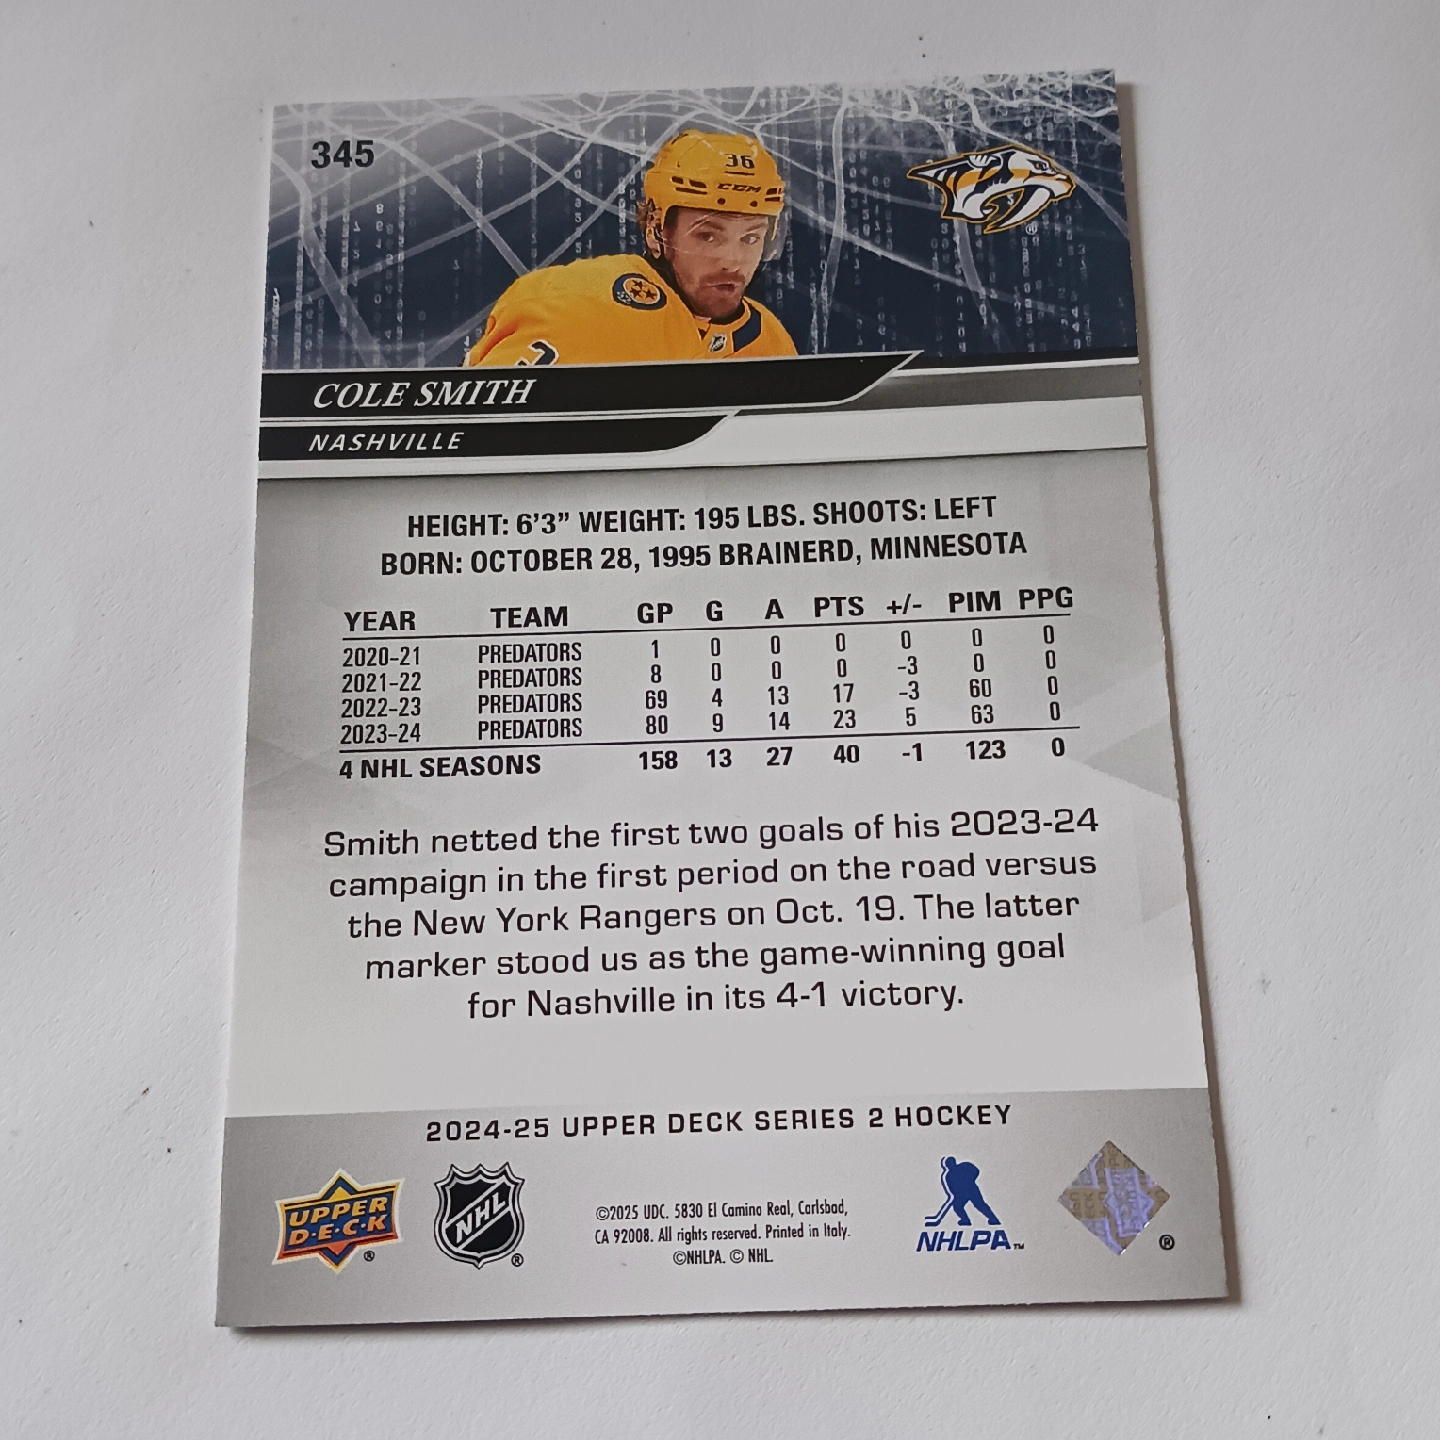 345
36
CCM
COLE SMITH
NASHVILLE
HEIGHT: 6'3" WEIGHT: 195 LBS. SHOOTS: LEFT
BORN: OCTOBER 28, 1995 BRAINERD, MINNESOTA
YEAR TEAM GP G A PTS +/- PIM PPG
2020-21 PREDATORS 1 0 0 0 0 0 0
2021-22 PREDATORS 8 0 0 0 -3 0 0
2022-23 PREDATORS 69 4 13 17 -3 60 0
2023-24 PREDATORS 80 9 14 23 5 63 0
4 NHL SEASONS 158 13 27 40 -1 123 0
Smith netted the first two goals of his 2023-24
campaign in the first period on the road versus
the New York Rangers on Oct. 19. The latter
marker stood us as the game-winning goal
for Nashville in its 4-1 victory.
2024-25 UPPER DECK SERIES 2 HOCKEY
UPPER
D·E·C·K
®
NHL
®
©2025 UDC. 5830 El Camino Real, Carlsbad,
CA 92008. All rights reserved. Printed in Italy.
©NHLPA. © NHL
NHLPA™
®